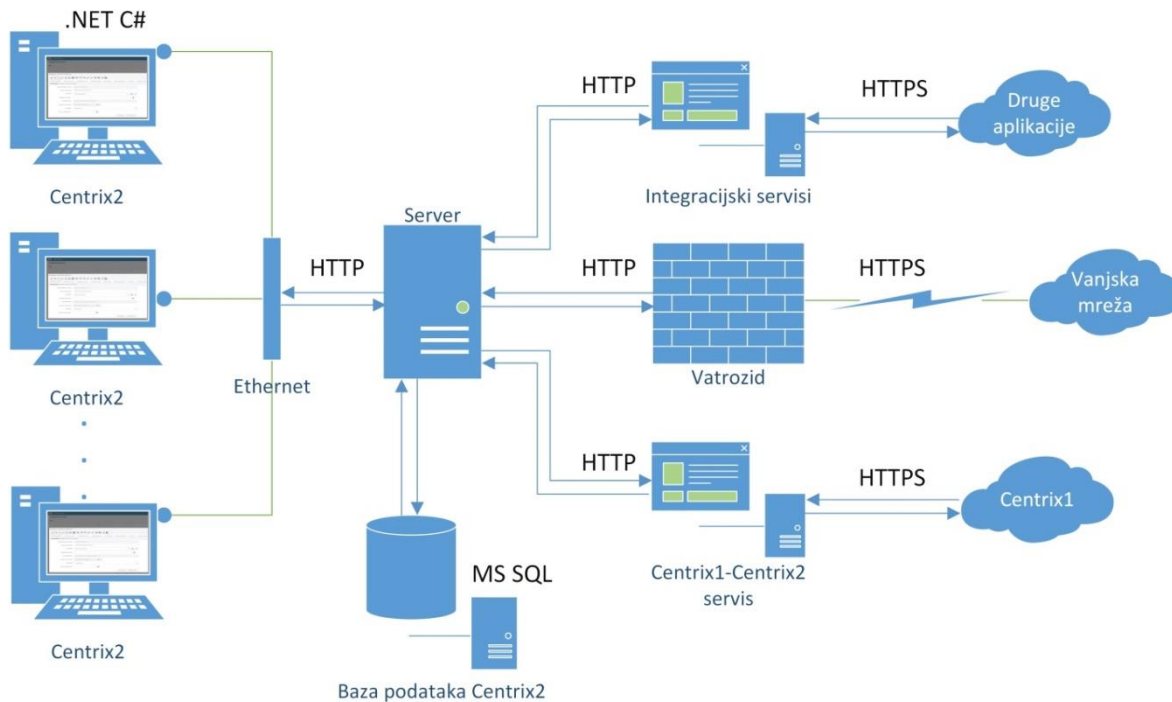 .NET C#
Centrix2
Centrix2
Centrix2
Ethernet
HTTP
Server
MS SQL
Baza podataka Centrix2
HTTP
Integracijski servisi
HTTPS
Druge
aplikacije
HTTP
Vatrozid
HTTPS
Vanjska
mreža
HTTP
Centrix1-Centrix2
servis
HTTPS
Centrix1